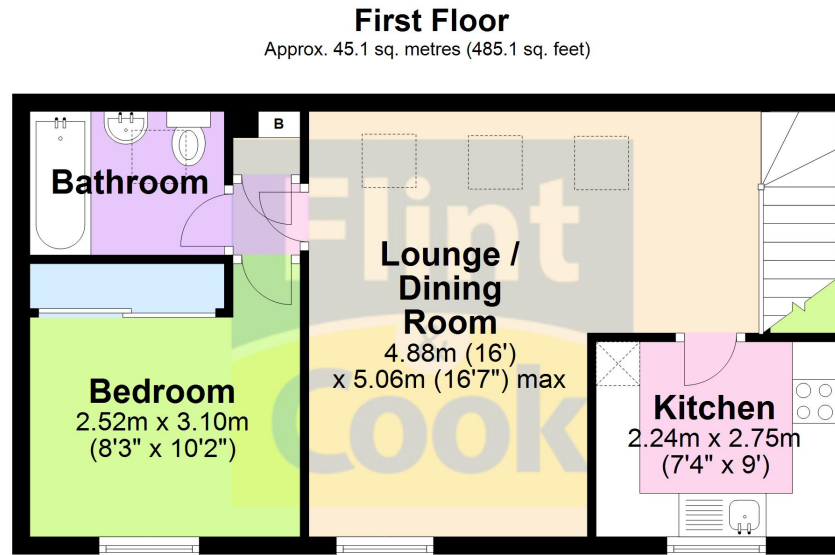 First Floor
Approx. 45.1 sq. metres (485.1 sq. feet)
B
Bathroom
Flint
&
Cook
Lounge /
Dining
Room
4.88m (16')
x 5.06m (16'7") max
Bedroom
2.52m x 3.10m
(8'3" x 10'2")
Kitchen
2.24m x 2.75m
(7'4" x 9')